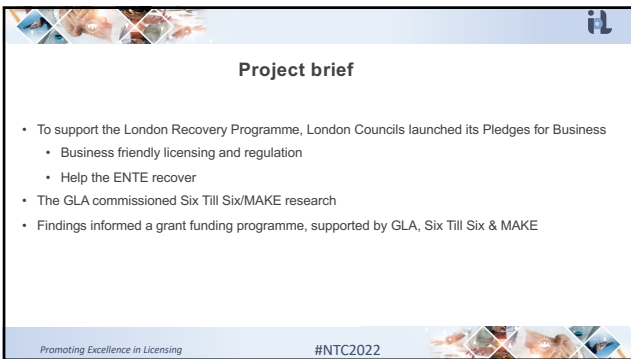 iol
Project brief
• To support the London Recovery Programme, London Councils launched its Pledges for Business
• Business friendly licensing and regulation
• Help the ENTE recover
• The GLA commissioned Six Till Six/MAKE research
• Findings informed a grant funding programme, supported by GLA, Six Till Six & MAKE
Promoting Excellence in Licensing
#NTC2022